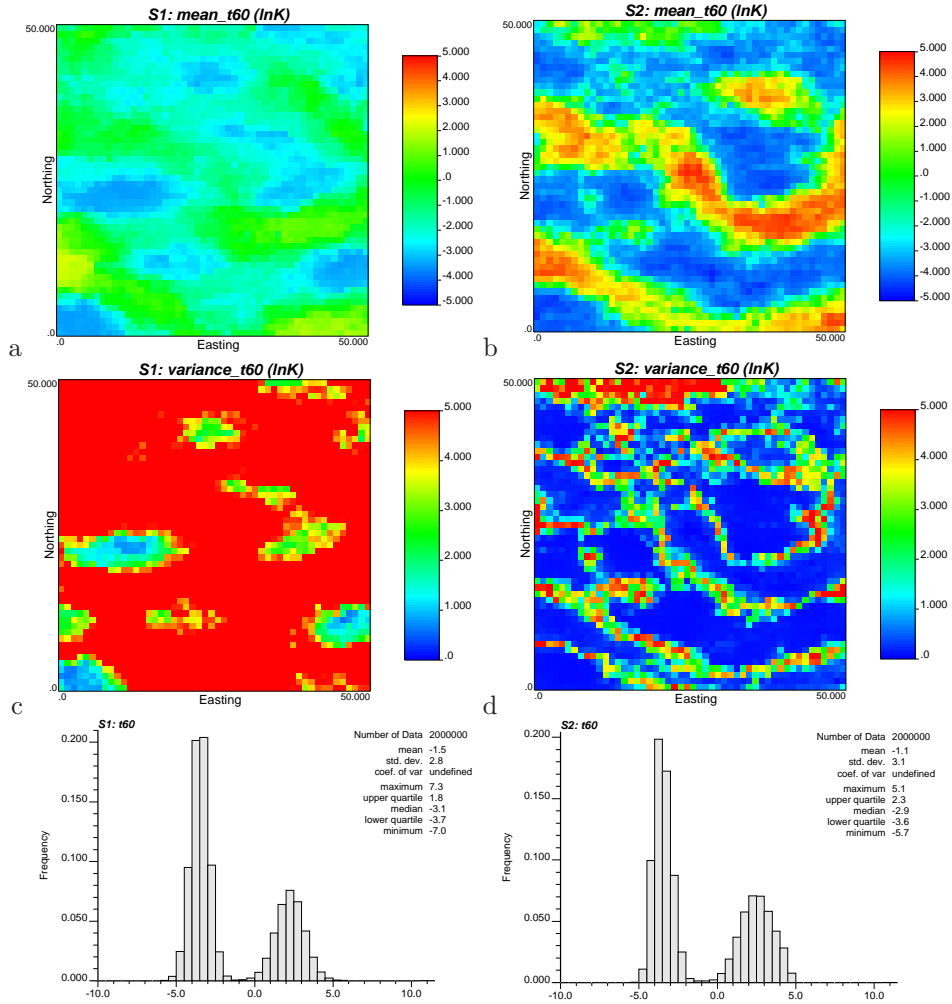 S1: mean_t60 (lnK)
50.000
Northing
.0
.0
Easting
50.000
5.000
4.000
3.000
2.000
1.000
.0
-1.000
-2.000
-3.000
-4.000
-5.000
a
S2: mean_t60 (lnK)
50.000
Northing
.0
.0
Easting
50.000
5.000
4.000
3.000
2.000
1.000
.0
-1.000
-2.000
-3.000
-4.000
-5.000
b
S1: variance_t60 (lnK)
50.000
Northing
.0
.0
Easting
50.000
5.000
4.000
3.000
2.000
1.000
.0
c
S2: variance_t60 (lnK)
50.000
Northing
.0
.0
Easting
50.000
5.000
4.000
3.000
2.000
1.000
.0
d
S1: t60
Frequency
0.200
0.150
0.100
0.050
0.000
-10.0 -5.0 0.0 5.0 10.0
Number of Data 2000000
mean -1.5
std. dev. 2.8
coef. of var undefined
maximum 7.3
upper quartile 1.8
median -3.1
lower quartile -3.7
minimum -7.0
S2: t60
Frequency
0.200
0.150
0.100
0.050
0.000
-10.0 -5.0 0.0 5.0 10.0
Number of Data 2000000
mean -1.1
std. dev. 3.1
coef. of var undefined
maximum 5.1
upper quartile 2.3
median -2.9
lower quartile -3.6
minimum -5.7